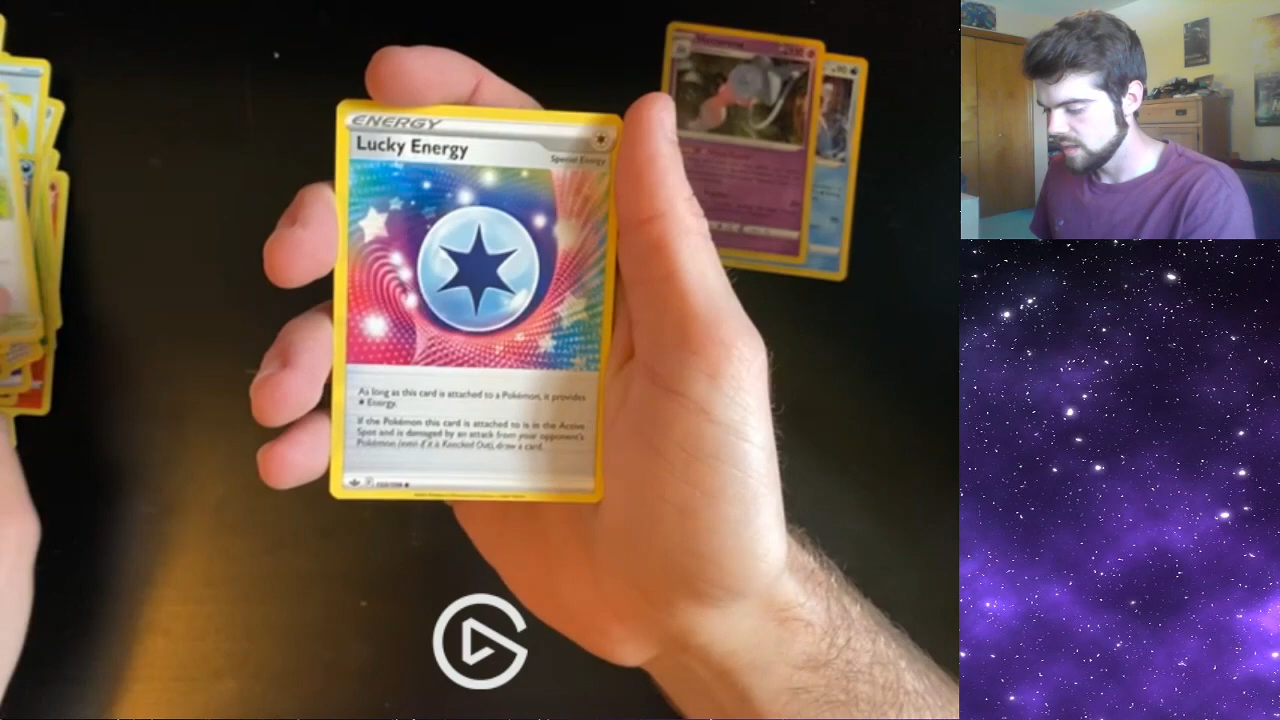 ENERGY
Lucky Energy
Special Energy
As long as this card is attached to a Pokémon, it provides
Energy.
If the Pokémon this card is attached to is in the Active
Spot and is damaged by an attack from your opponent's
Pokémon (even if it is Knocked Out), draw a card.